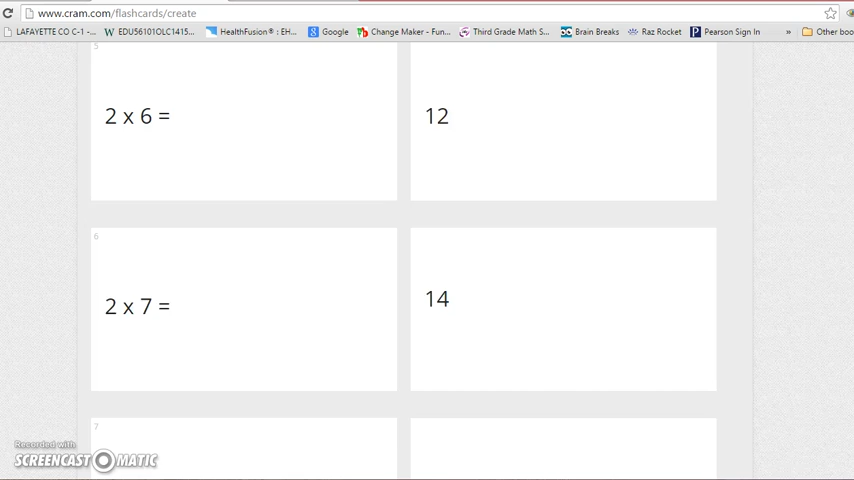 www.cram.com/flashcards/create
LAFAYETTE CO C-1 -... EDU56101OLC1415... HealthFusion® : EH... Google Change Maker - Fun... Third Grade Math S... Brain Breaks Raz Rocket Pearson Sign In » Other boo
5
2 x 6 = 12
6
2 x 7 = 14
7
Recorded with
SCREENCAST O MATIC